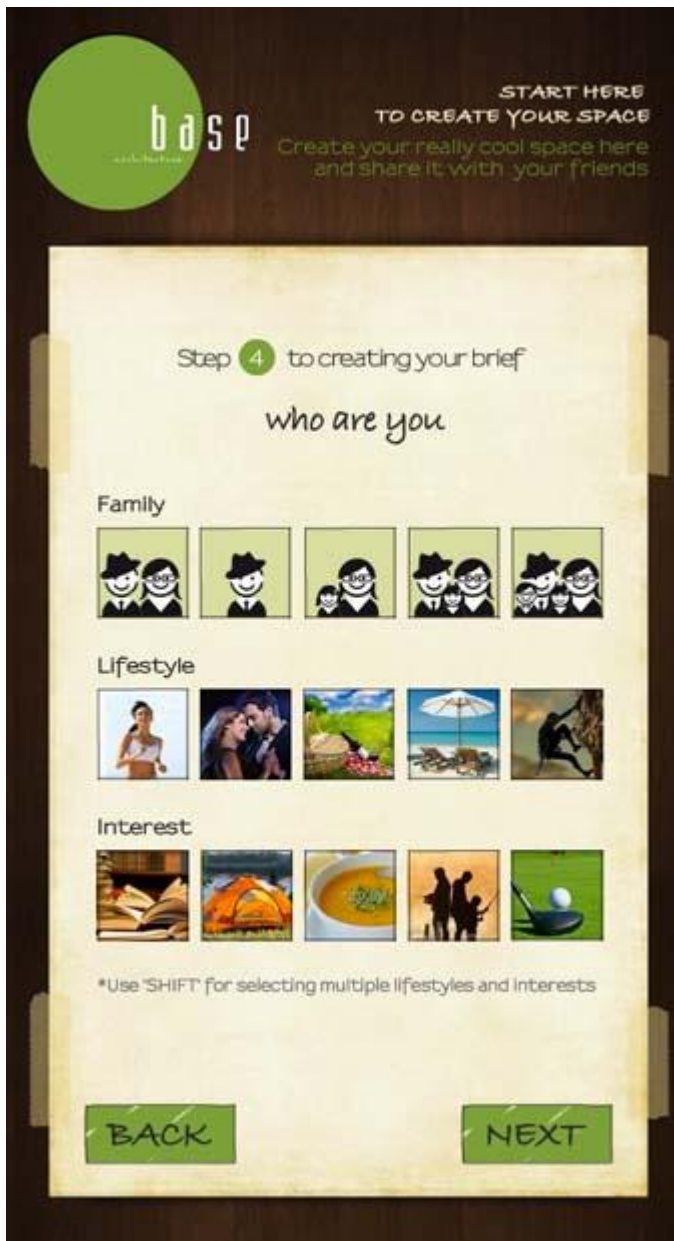 base
architecture
START HERE
TO CREATE YOUR SPACE
Create your really cool space here
and share it with your friends
Step 4 to creating your brief
who are you
Family
Lifestyle
Interest
*Use 'SHIFT' for selecting multiple lifestyles and interests
BACK
NEXT